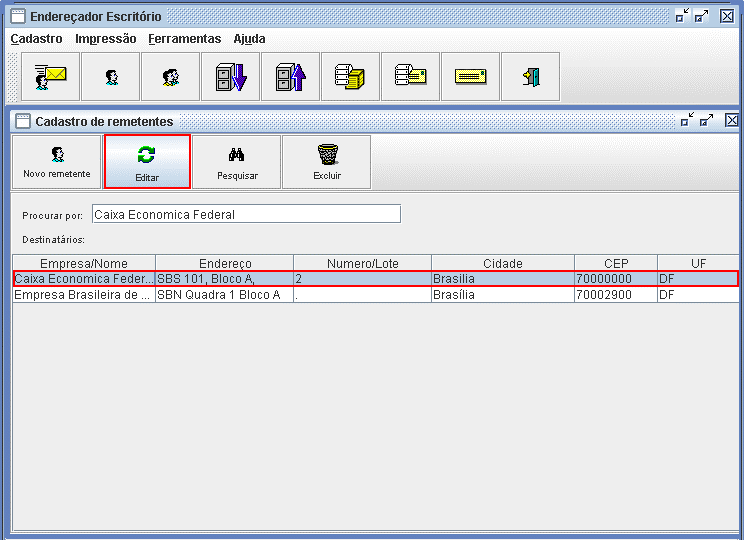 Endereçador Escritório
Cadastro Impressão Ferramentas Ajuda
Cadastro de remetentes
Novo remetente Editar Pesquisar Excluir
Procurar por: Caixa Economica Federal
Destinatários:
Empresa/Nome Endereço Numero/Lote Cidade CEP UF
Caixa Economica Feder... SBS 101, Bloco A, 2 Brasilia 70000000 DF
Empresa Brasileira de ... SBN Quadra 1 Bloco A . Brasília 70002900 DF